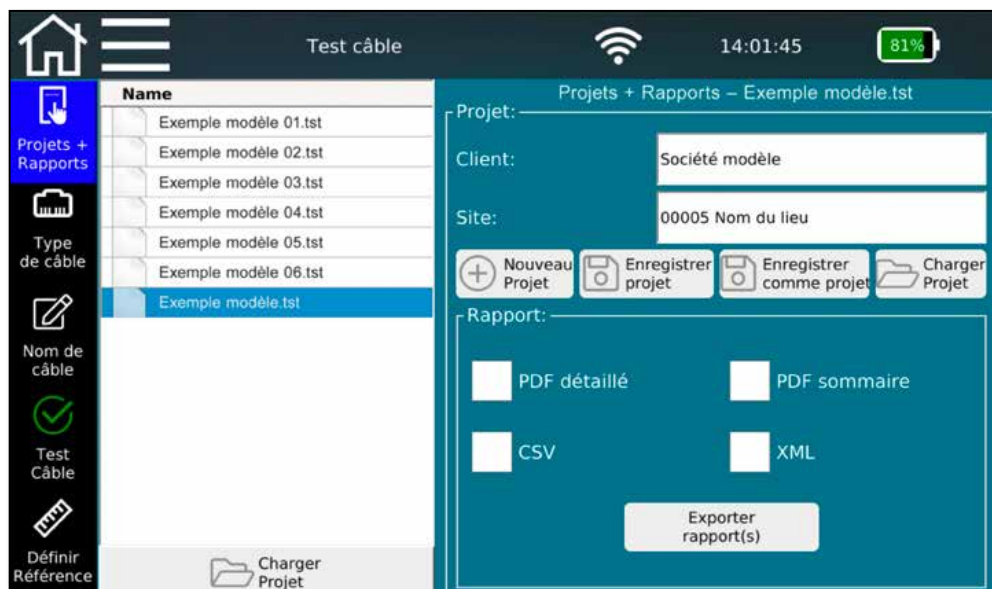 Test câble
14:01:45
81%
Projets +
Rapports
Type
de câble
Nom de
câble
Test
Câble
Définir
Référence
Name
Exemple modèle 01.tst
Exemple modèle 02.tst
Exemple modèle 03.tst
Exemple modèle 04.tst
Exemple modèle 05.tst
Exemple modèle 06.tst
Exemple modèle.tst
Charger
Projet
Projets + Rapports – Exemple modèle.tst
Projet:
Client:
Société modèle
Site:
00005 Nom du lieu
Nouveau
Projet
Enregistrer
projet
Enregistrer
comme projet
Charger
Projet
Rapport:
PDF détaillé
PDF sommaire
CSV
XML
Exporter
rapport(s)